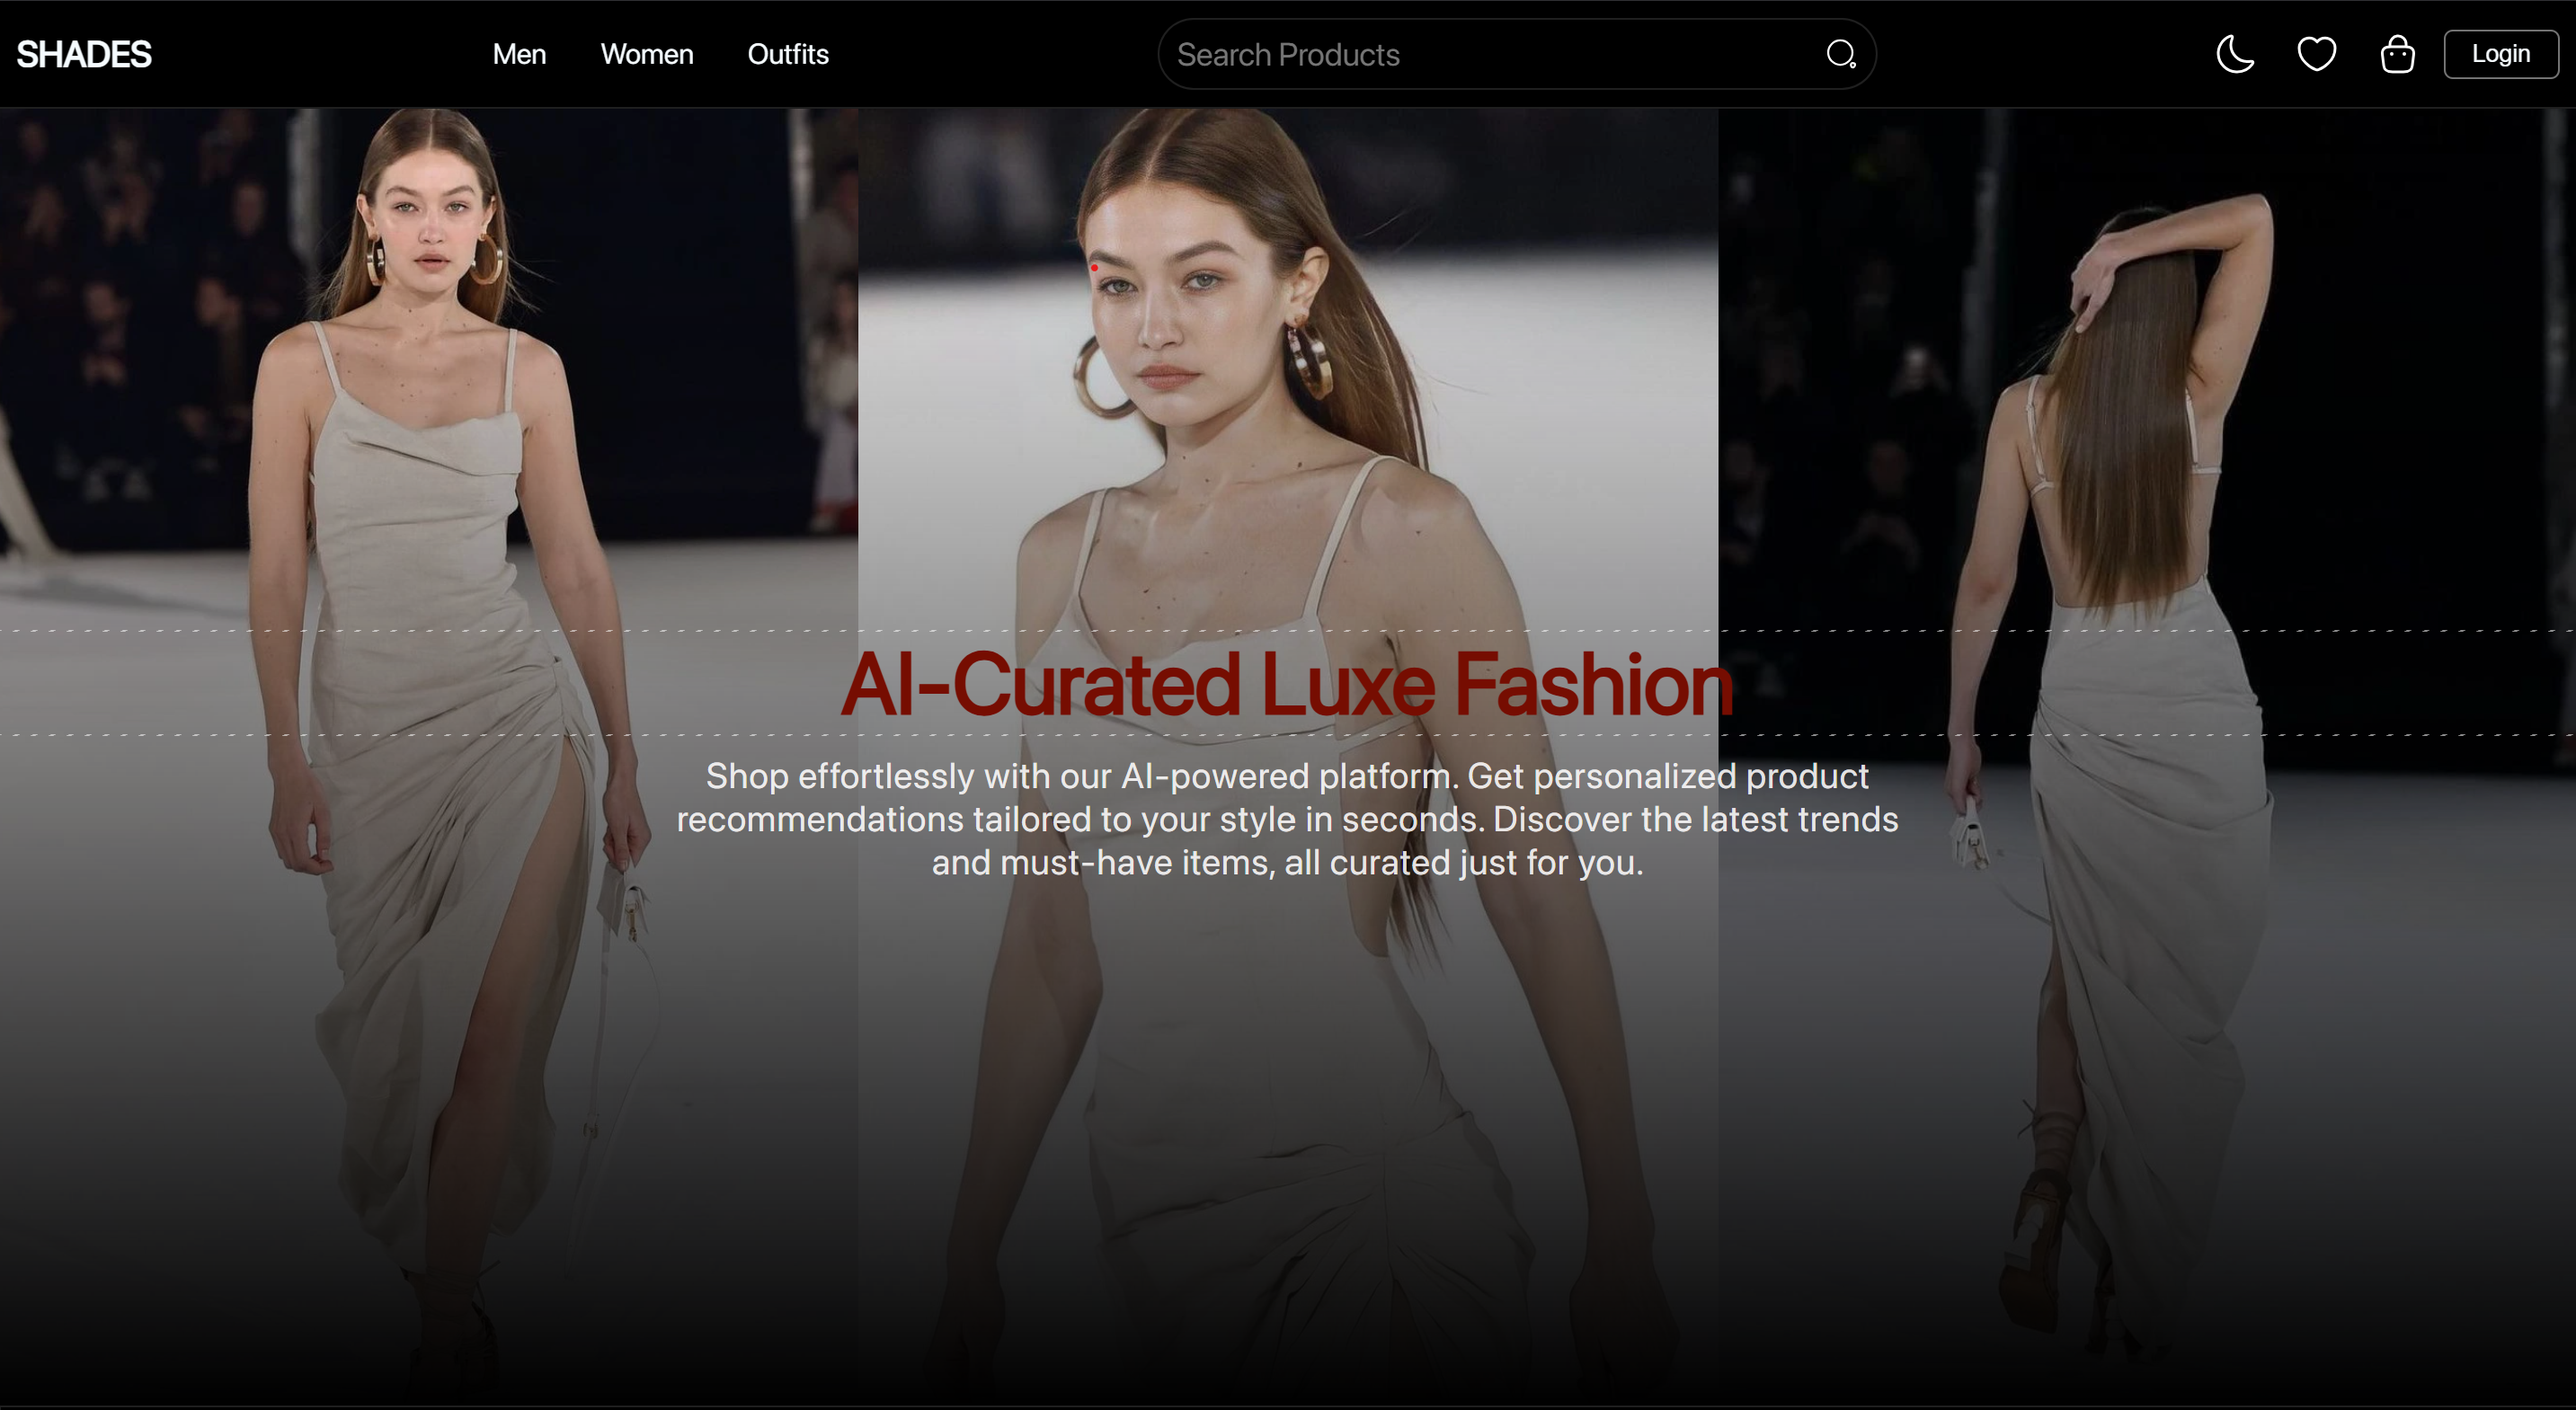 SHADES
Men
Women
Outfits
Search Products
Login
AI-Curated Luxe Fashion
Shop effortlessly with our AI-powered platform. Get personalized product
recommendations tailored to your style in seconds. Discover the latest trends
and must-have items, all curated just for you.